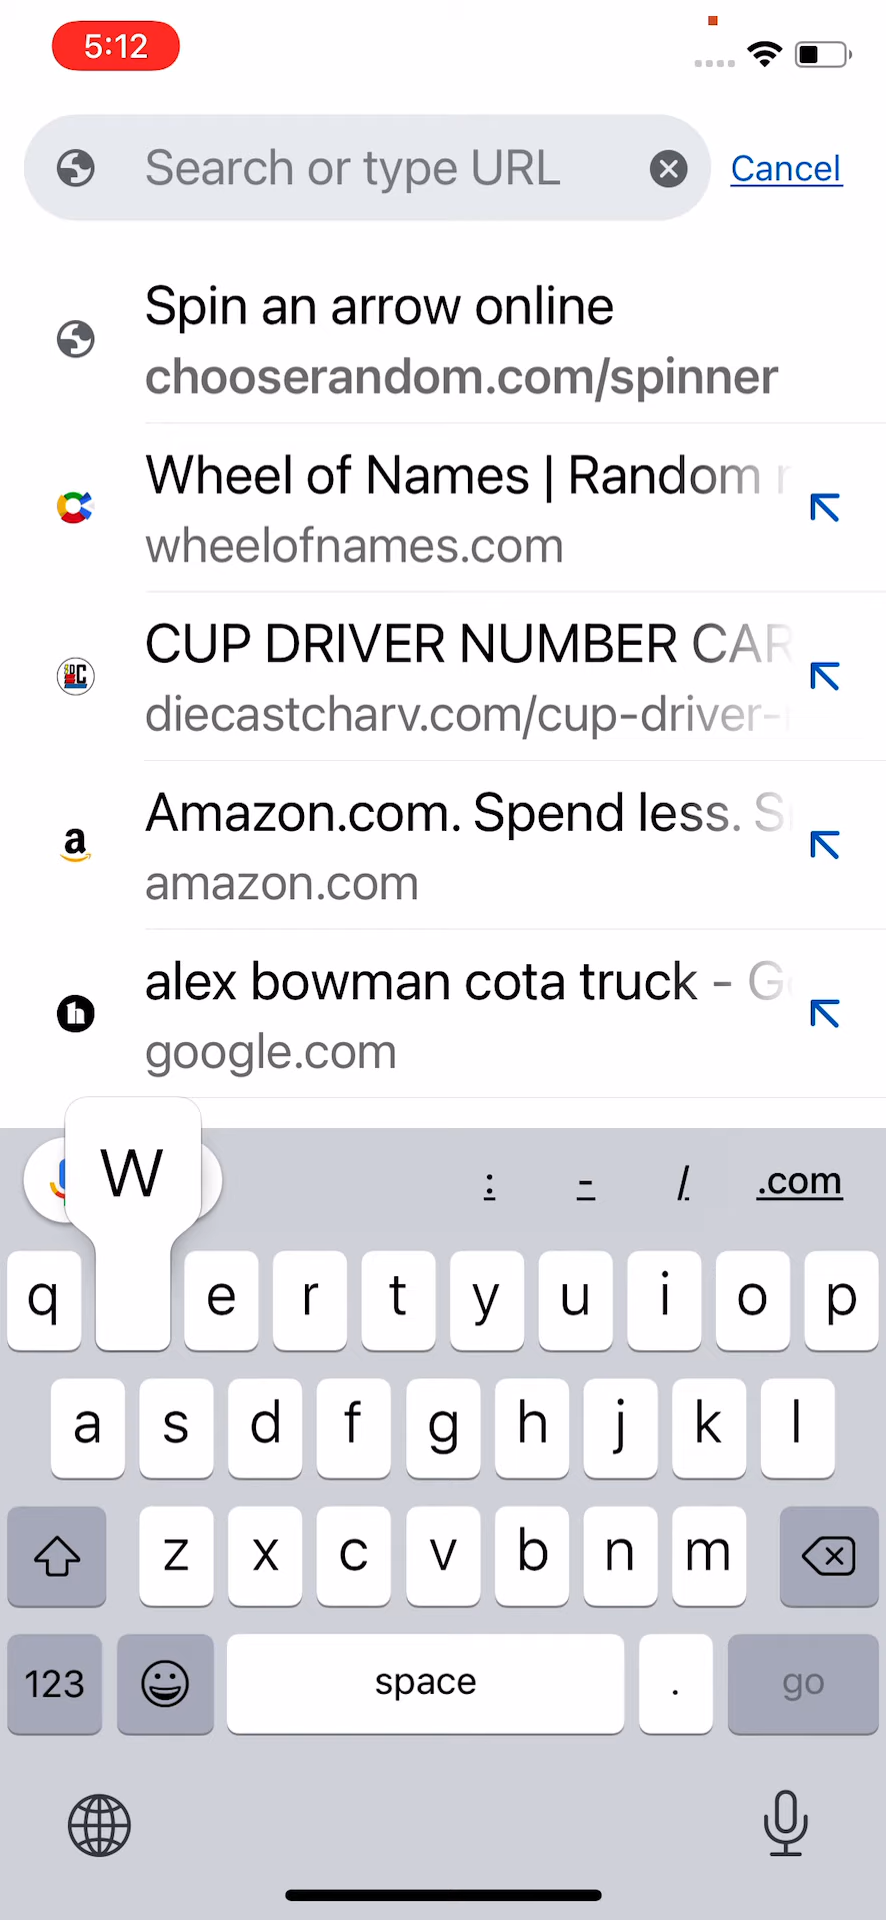 5:12
Search or type URL
Cancel
Spin an arrow online
chooserandom.com/spinner
Wheel of Names | Random
wheelofnames.com
CUP DRIVER NUMBER CAR
diecastcharv.com/cup-driver-
Amazon.com. Spend less. S
amazon.com
alex bowman cota truck - G
google.com
W
: - / .com
q e r t y u i o p
a s d f g h j k l
z x c v b n m
123 space . go